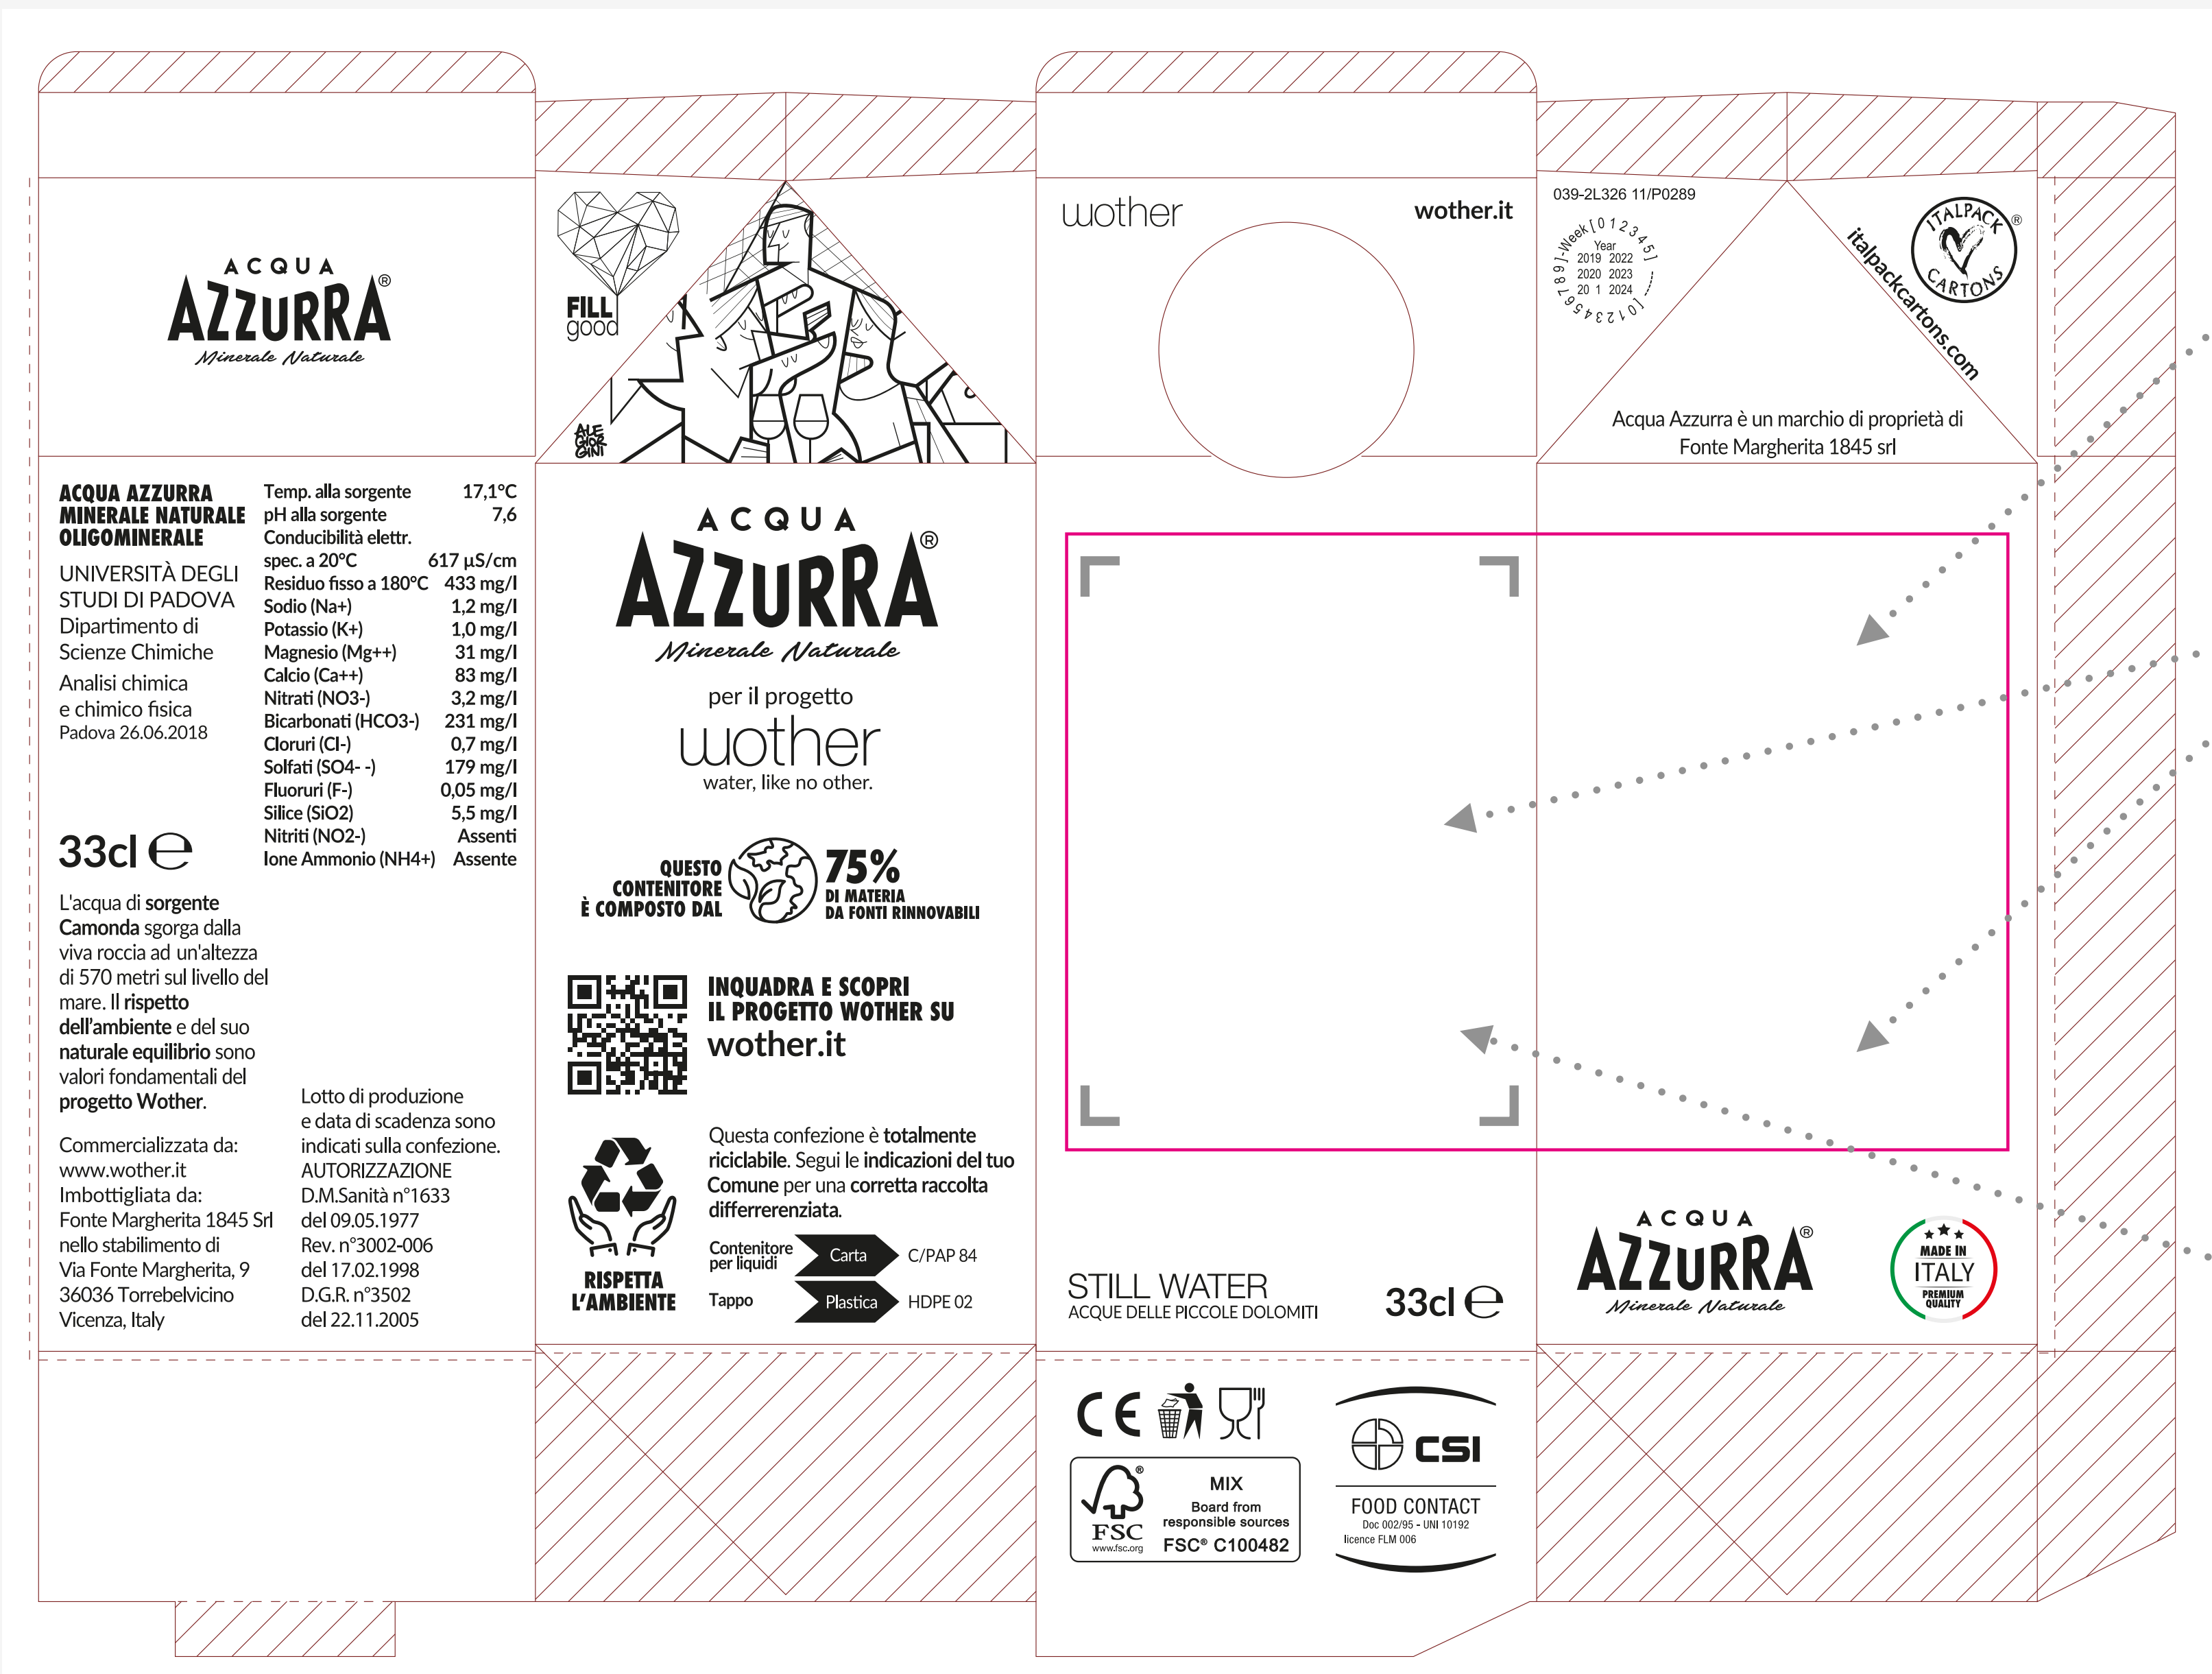 ACQUA
AZZURRA®
Minerale Naturale
ACQUA AZZURRA
MINERALE NATURALE
OLIGOMINERALE
UNIVERSITÀ DEGLI
STUDI DI PADOVA
Dipartimento di
Scienze Chimiche
Analisi chimica
e chimico fisica
Padova 26.06.2018
33cl ℮
Temp. alla sorgente 17,1°C
pH alla sorgente 7,6
Conducibilità elettr.
spec. a 20°C 617 µS/cm
Residuo fisso a 180°C 433 mg/l
Sodio (Na+) 1,2 mg/l
Potassio (K+) 1,0 mg/l
Magnesio (Mg++) 31 mg/l
Calcio (Ca++) 83 mg/l
Nitrati (NO3-) 3,2 mg/l
Bicarbonati (HCO3-) 231 mg/l
Cloruri (Cl-) 0,7 mg/l
Solfati (SO4- -) 179 mg/l
Fluoruri (F-) 0,05 mg/l
Silice (SiO2) 5,5 mg/l
Nitriti (NO2-) Assenti
Ione Ammonio (NH4+) Assente
L'acqua di sorgente
Camonda sgorga dalla
viva roccia ad un'altezza
di 570 metri sul livello del
mare. Il rispetto
dell'ambiente e del suo
naturale equilibrio sono
valori fondamentali del
progetto Wother.
Commercializzata da:
www.wother.it
Imbottigliata da:
Fonte Margherita 1845 Srl
nello stabilimento di
Via Fonte Margherita, 9
36036 Torrebelvicino
Vicenza, Italy
Lotto di produzione
e data di scadenza sono
indicati sulla confezione.
AUTORIZZAZIONE
D.M.Sanità n°1633
del 09.05.1977
Rev. n°3002-006
del 17.02.1998
D.G.R. n°3502
del 22.11.2005
FILL
good
ALE
GIOR
GINI
ACQUA
AZZURRA®
Minerale Naturale
per il progetto
wother
water, like no other.
QUESTO
CONTENITORE
È COMPOSTO DAL
75%
DI MATERIA
DA FONTI RINNOVABILI
INQUADRA E SCOPRI
IL PROGETTO WOTHER SU
wother.it
RISPETTA
L'AMBIENTE
Questa confezione è totalmente
riciclabile. Segui le indicazioni del tuo
Comune per una corretta raccolta
differrerenziata.
Contenitore
per liquidi
Carta
C/PAP 84
Tappo
Plastica
HDPE 02
wother
wother.it
STILL WATER
ACQUE DELLE PICCOLE DOLOMITI
33cl ℮
CE
FSC®
www.fsc.org
MIX
Board from
responsible sources
FSC® C100482
CSI
FOOD CONTACT
Doc 002/95 - UNI 10192
licence FLM 006
039-2L326 11/P0289
[0123456789]-Week[012345]
Year
2019 2022
2020 2023
20 1 2024
ITALPACK®
CARTONS
italpackcartons.com
Acqua Azzurra è un marchio di proprietà di
Fonte Margherita 1845 srl
ACQUA
AZZURRA®
Minerale Naturale
MADE IN
ITALY
PREMIUM
QUALITY